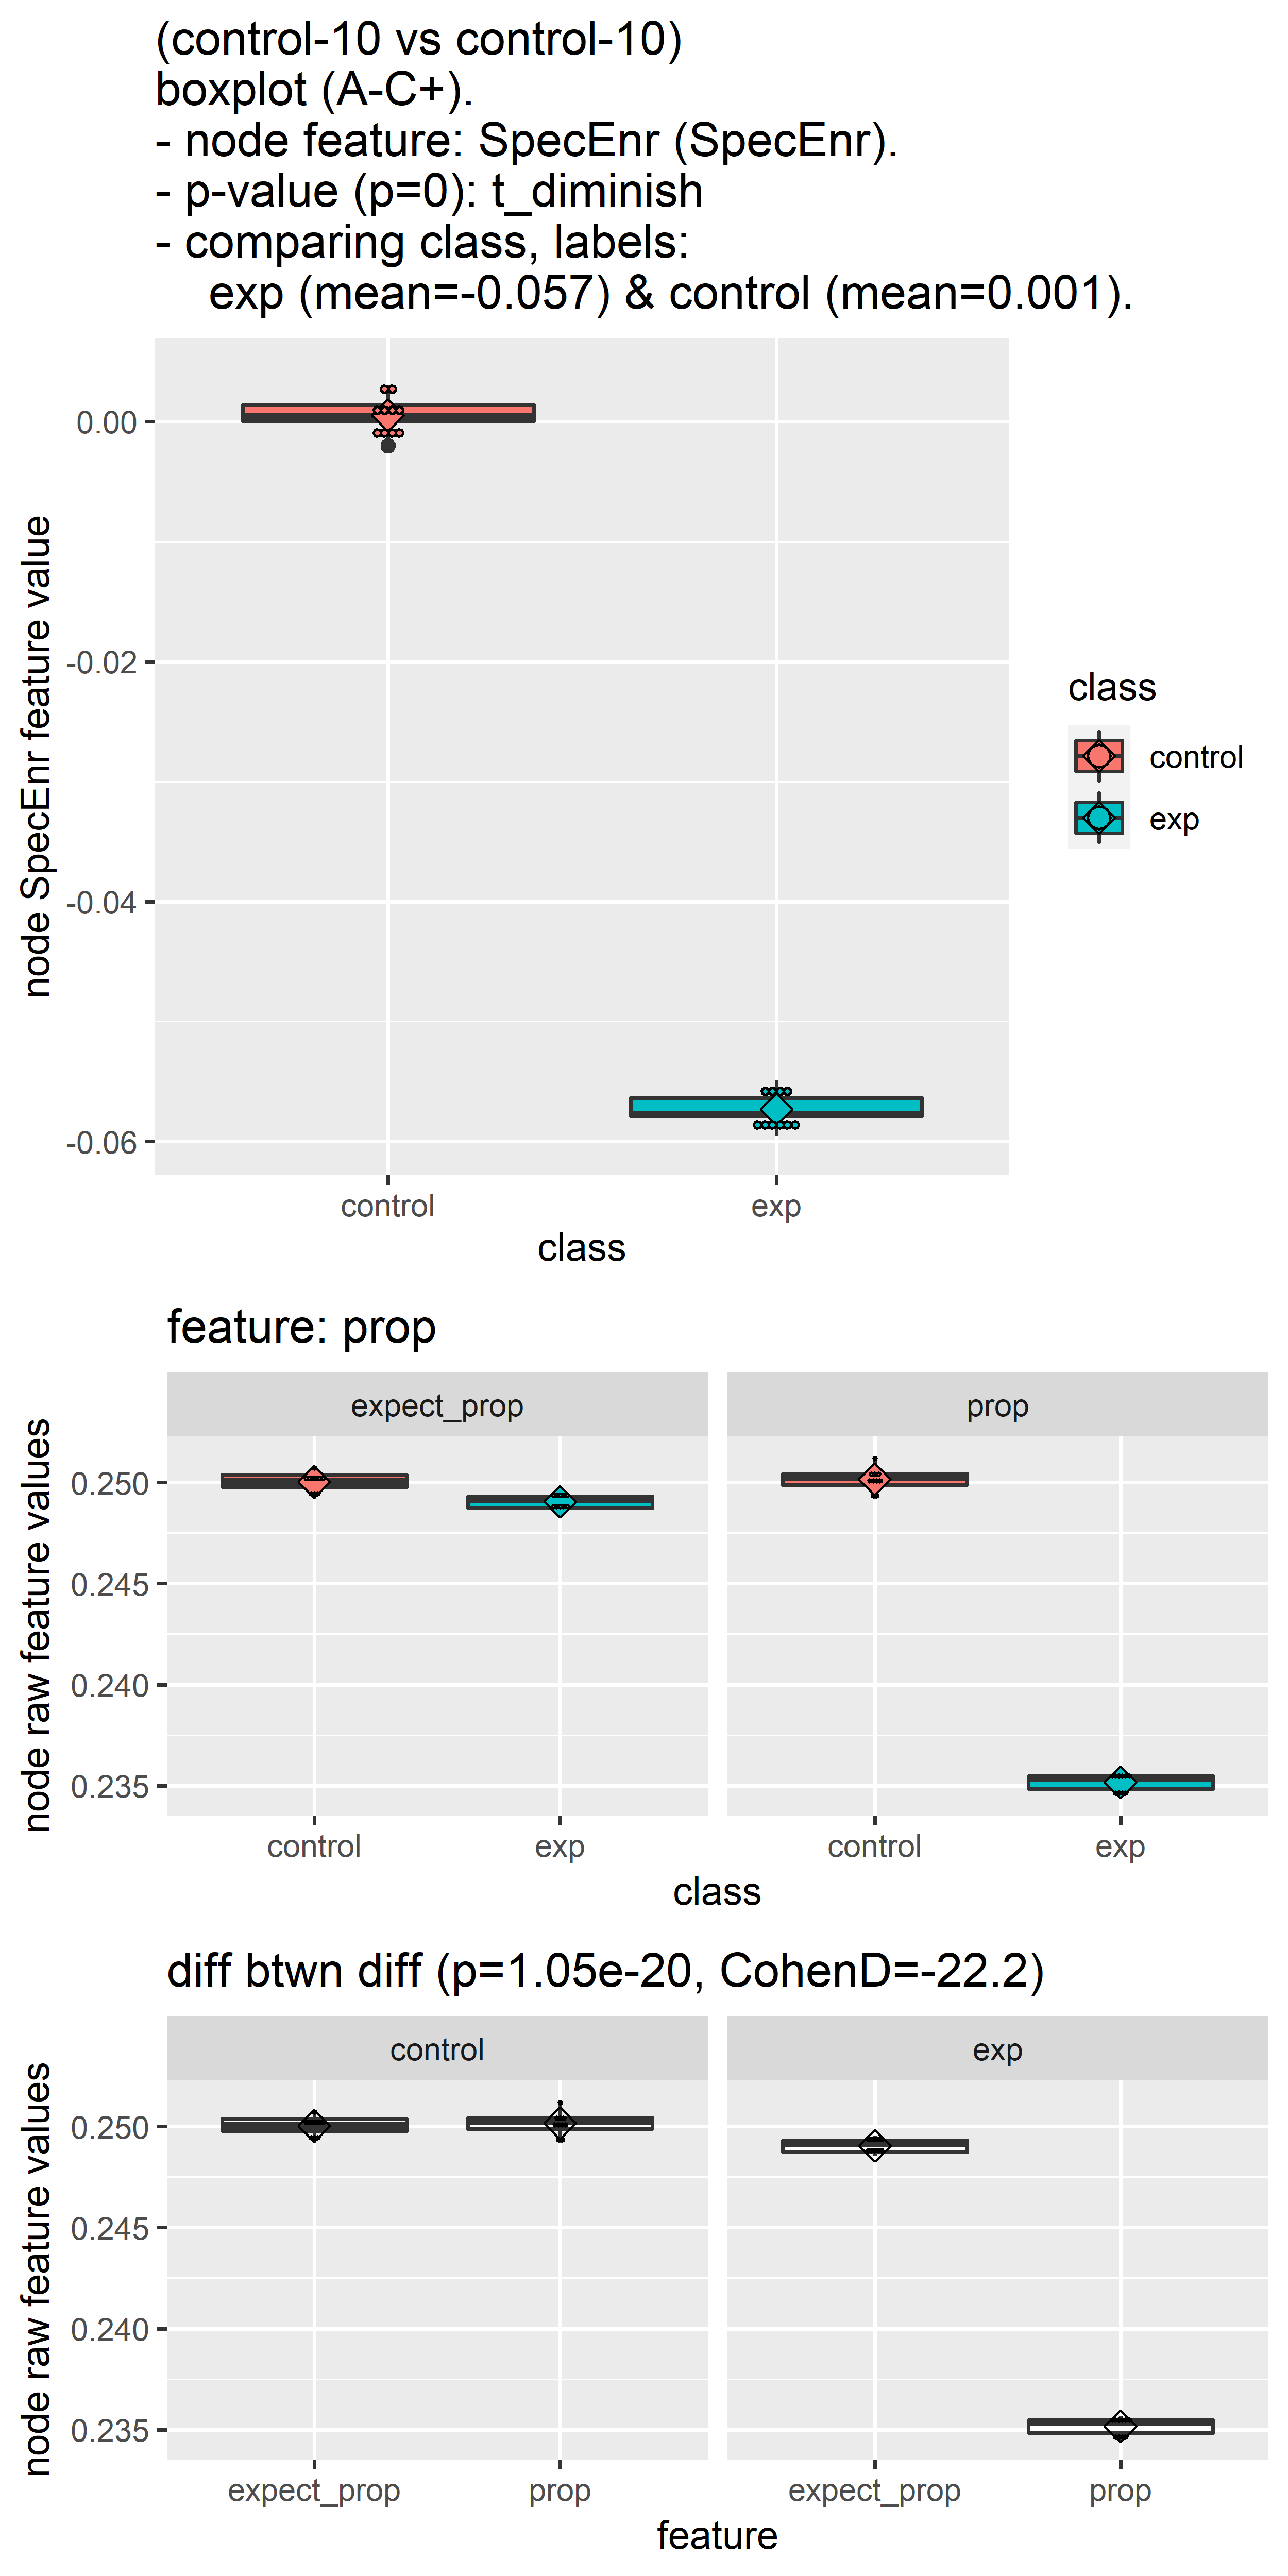 (control-10 vs control-10)
boxplot (A-C+).
- node feature: SpecEnr (SpecEnr).
- p-value (p=0): t_diminish
- comparing class, labels:
exp (mean=-0.057) & control (mean=0.001).
node SpecEnr feature value
0.00
-0.02
-0.04
-0.06
control
exp
class
class
control
exp
feature: prop
node raw feature values
expect_prop
prop
0.250
0.245
0.240
0.235
control
exp
control
exp
class
diff btwn diff (p=1.05e-20, CohenD=-22.2)
node raw feature values
control
exp
0.250
0.245
0.240
0.235
expect_prop
prop
expect_prop
prop
feature